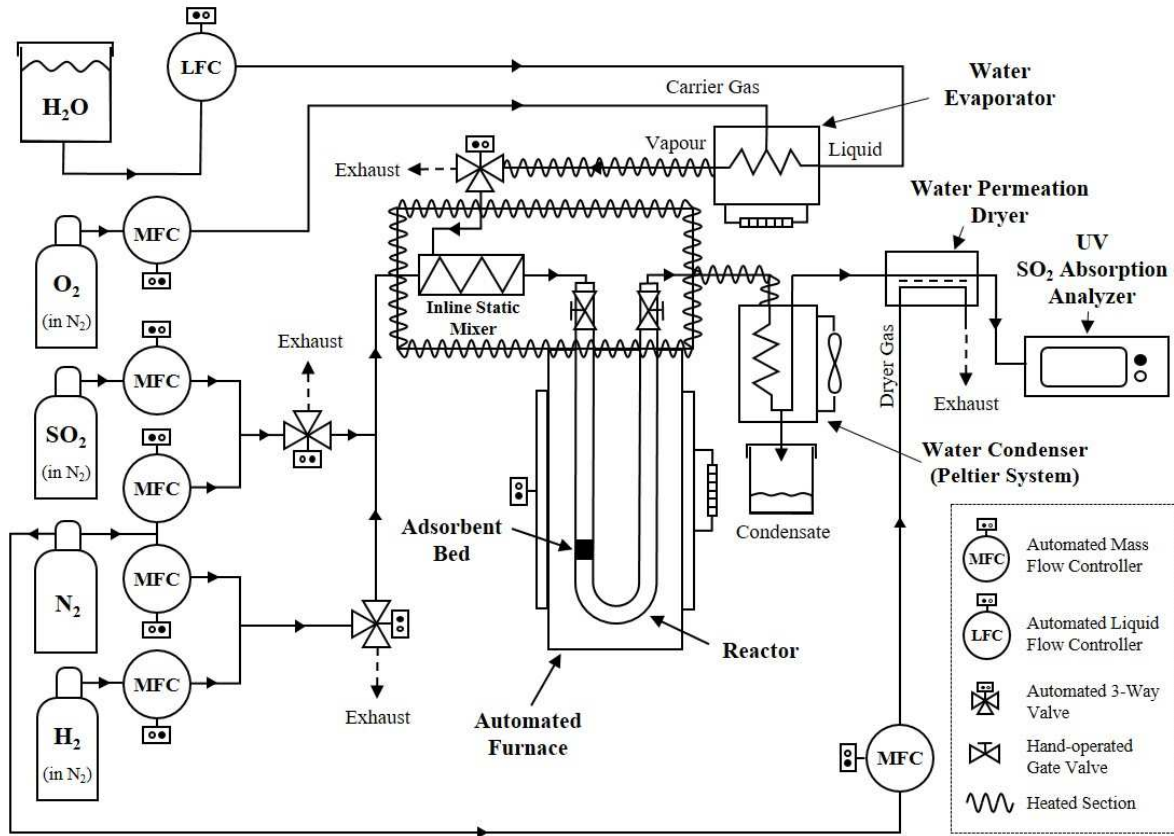 LFC
H₂O
Carrier Gas
Water
Evaporator
Vapour
Liquid
Exhaust
MFC
O₂
(in N₂)
Inline Static
Mixer
Water Permeation
Dryer
UV
SO₂ Absorption
Analyzer
MFC
SO₂
(in N₂)
Exhaust
MFC
Dryer Gas
Exhaust
Water Condenser
(Peltier System)
Condensate
Adsorbent
Bed
N₂
MFC
Reactor
MFC
H₂
(in N₂)
Exhaust
Automated
Furnace
MFC
MFC
Automated Mass
Flow Controller
LFC
Automated Liquid
Flow Controller
Automated 3-Way
Valve
Hand-operated
Gate Valve
Heated Section